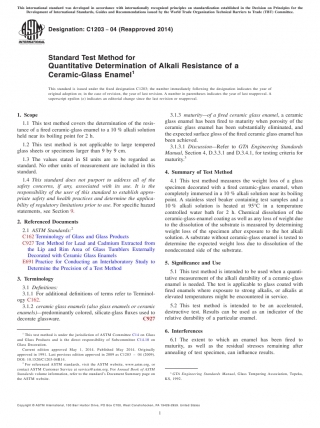 This international standard was developed in accordance with internationally recognized principles on standardization established in the Decision on Principles for the
Development of International Standards, Guides and Recommendations issued by the World Trade Organization Technical Barriers to Trade (TBT) Committee.
Designation: C1203 − 04 (Reapproved 2014)
Standard Test Method for
Quantitative Determination of Alkali Resistance of a
Ceramic-Glass Enamel¹
This standard is issued under the fixed designation C1203; the number immediately following the designation indicates the year of
original adoption or, in the case of revision, the year of last revision. A number in parentheses indicates the year of last reapproval. A
superscript epsilon (ε) indicates an editorial change since the last revision or reapproval.
1. Scope
1.1 This test method covers the determination of the resis-
tance of a fired ceramic-glass enamel to a 10 % alkali solution
held near its boiling point for 2 h.
1.2 This test method is not applicable to large tempered
glass sheets or specimens larger than 9 by 9 cm.
1.3 The values stated in SI units are to be regarded as
standard. No other units of measurement are included in this
standard.
1.4 This standard does not purport to address all of the
safety concerns, if any, associated with its use. It is the
responsibility of the user of this standard to establish appro-
priate safety and health practices and determine the applica-
bility of regulatory limitations prior to use. For specific hazard
statements, see Section 9.
2. Referenced Documents
2.1 ASTM Standards:²
C162 Terminology of Glass and Glass Products
C927 Test Method for Lead and Cadmium Extracted from
the Lip and Rim Area of Glass Tumblers Externally
Decorated with Ceramic Glass Enamels
E691 Practice for Conducting an Interlaboratory Study to
Determine the Precision of a Test Method
3. Terminology
3.1 Definitions:
3.1.1 For additional definitions of terms refer to Terminol-
ogy C162.
3.1.2 ceramic glass enamels (also glass enamels or ceramic
enamels)—predominantly colored, silicate-glass fluxes used to
decorate glassware. C927
¹ This test method is under the jurisdiction of ASTM Committee C14 on Glass
and Glass Products and is the direct responsibility of Subcommittee C14.10 on
Glass Decoration.
Current edition approved May 1, 2014. Published May 2014. Originally
approved in 1991. Last previous edition approved in 2009 as C1203 – 04 (2009).
DOI: 10.1520/C1203-04R14.
² For referenced ASTM standards, visit the ASTM website, www.astm.org, or
contact ASTM Customer Service at service@astm.org. For Annual Book of ASTM
Standards volume information, refer to the standard's Document Summary page on
the ASTM website.
3.1.3 maturity—of a fired ceramic glass enamel, a ceramic
glass enamel has been fired to maturity when porosity of the
ceramic glass enamel has been substantially eliminated, and
the expected surface gloss of the fired ceramic glass enamel has
been achieved.
3.1.3.1 Discussion—Refer to GTA Engineering Standards
Manual, Section 4, D.3.3.1 and D.3.4.1, for testing criteria for
maturity.³
4. Summary of Test Method
4.1 This test method measures the weight loss of a glass
specimen decorated with a fired ceramic-glass enamel, when
completely immersed in a 10 % alkali solution near its boiling
point. A stainless steel beaker containing test samples and a
10 % alkali solution is heated at 95°C in a temperature
controlled water bath for 2 h. Chemical dissolution of the
ceramic-glass enamel coating as well as any loss of weight due
to the dissolution of the substrate is measured by determining
weight loss of the specimen after exposure to the hot alkali
solution. A substrate without ceramic-glass enamel is tested to
determine the expected weight loss due to dissolution of the
nondecorated side of the substrate.
5. Significance and Use
5.1 This test method is intended to be used when a quanti-
tative measurement of the alkali durability of a ceramic-glass
enamel is needed. The test is applicable to glass coated with
fired enamels where exposure to strong alkalis, or alkalis at
elevated temperatures might be encountered in service.
5.2 This test method is intended to be an accelerated,
destructive test. Results can be used as an indicator of the
relative durability of a particular enamel.
6. Interferences
6.1 The extent to which an enamel has been fired to
maturity, as well as the residual stresses remaining after
annealing of test specimen, can influence results.
³ GTA Engineering Standards Manual, Glass Tempering Association, Topeka,
KS, 1992.
Copyright © ASTM International, 100 Barr Harbor Drive, PO Box C700, West Conshohocken, PA 19428-2959. United States
1